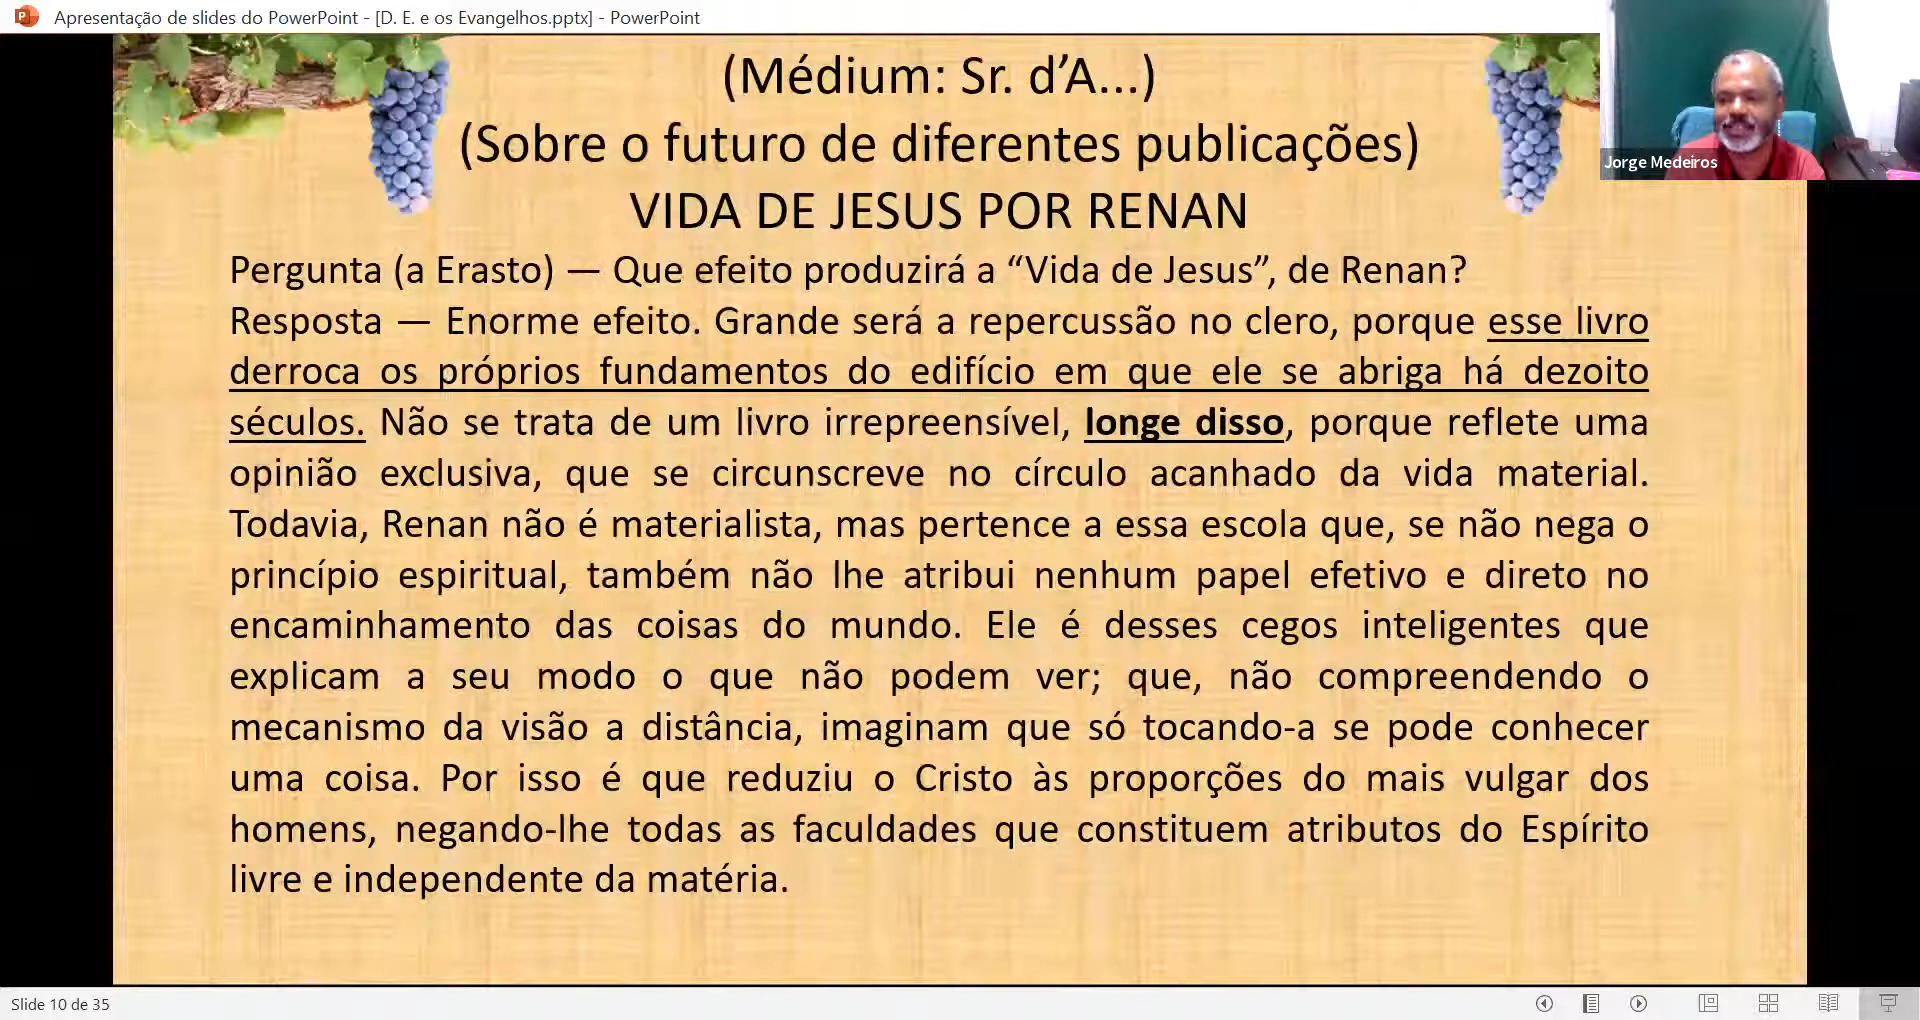 Apresentação de slides do PowerPoint - [D. E. e os Evangelhos.pptx] - PowerPoint
(Médium: Sr. d’A...)
(Sobre o futuro de diferentes publicações)
Jorge Medeiros
VIDA DE JESUS POR RENAN
Pergunta (a Erasto) — Que efeito produzirá a “Vida de Jesus”, de Renan?
Resposta — Enorme efeito. Grande será a repercussão no clero, porque esse livro
derroca os próprios fundamentos do edifício em que ele se abriga há dezoito
séculos. Não se trata de um livro irrepreensível, longe disso, porque reflete uma
opinião exclusiva, que se circunscreve no círculo acanhado da vida material.
Todavia, Renan não é materialista, mas pertence a essa escola que, se não nega o
princípio espiritual, também não lhe atribui nenhum papel efetivo e direto no
encaminhamento das coisas do mundo. Ele é desses cegos inteligentes que
explicam a seu modo o que não podem ver; que, não compreendendo o
mecanismo da visão a distância, imaginam que só tocando-a se pode conhecer
uma coisa. Por isso é que reduziu o Cristo às proporções do mais vulgar dos
homens, negando-lhe todas as faculdades que constituem atributos do Espírito
livre e independente da matéria.
Slide 10 de 35